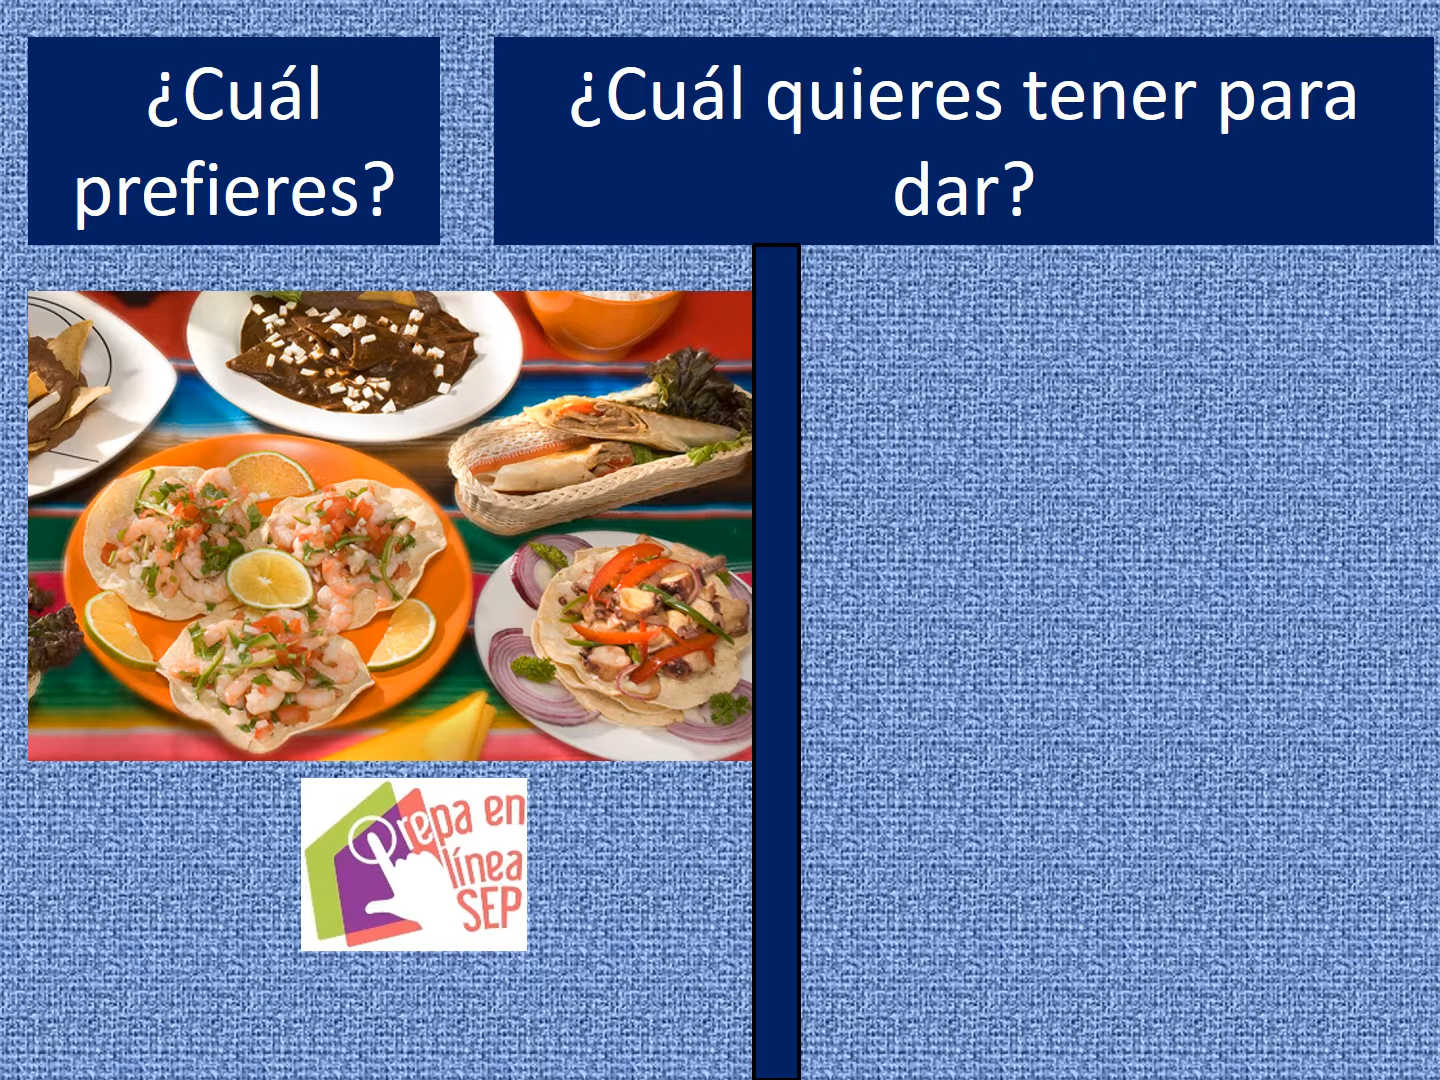 ¿Cuál
prefieres?
¿Cuál quieres tener para
dar?
Prepa en
línea
SEP